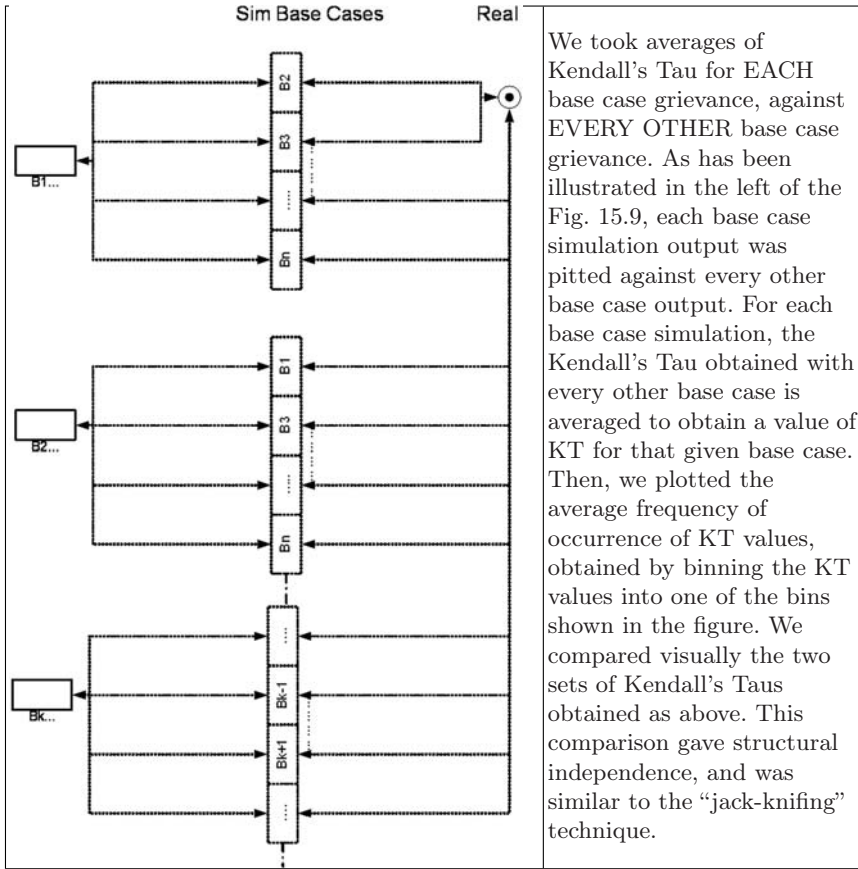 Sim Base Cases
Real
B2
B3
.....
Bn
B1...
B1
B3
.....
Bn
B2...
.....
Bk-1
Bk+1
.....
Bk...
We took averages of
Kendall's Tau for EACH
base case grievance, against
EVERY OTHER base case
grievance. As has been
illustrated in the left of the
Fig. 15.9, each base case
simulation output was
pitted against every other
base case output. For each
base case simulation, the
Kendall's Tau obtained with
every other base case is
averaged to obtain a value of
KT for that given base case.
Then, we plotted the
average frequency of
occurrence of KT values,
obtained by binning the KT
values into one of the bins
shown in the figure. We
compared visually the two
sets of Kendall's Taus
obtained as above. This
comparison gave structural
independence, and was
similar to the “jack-knifing”
technique.